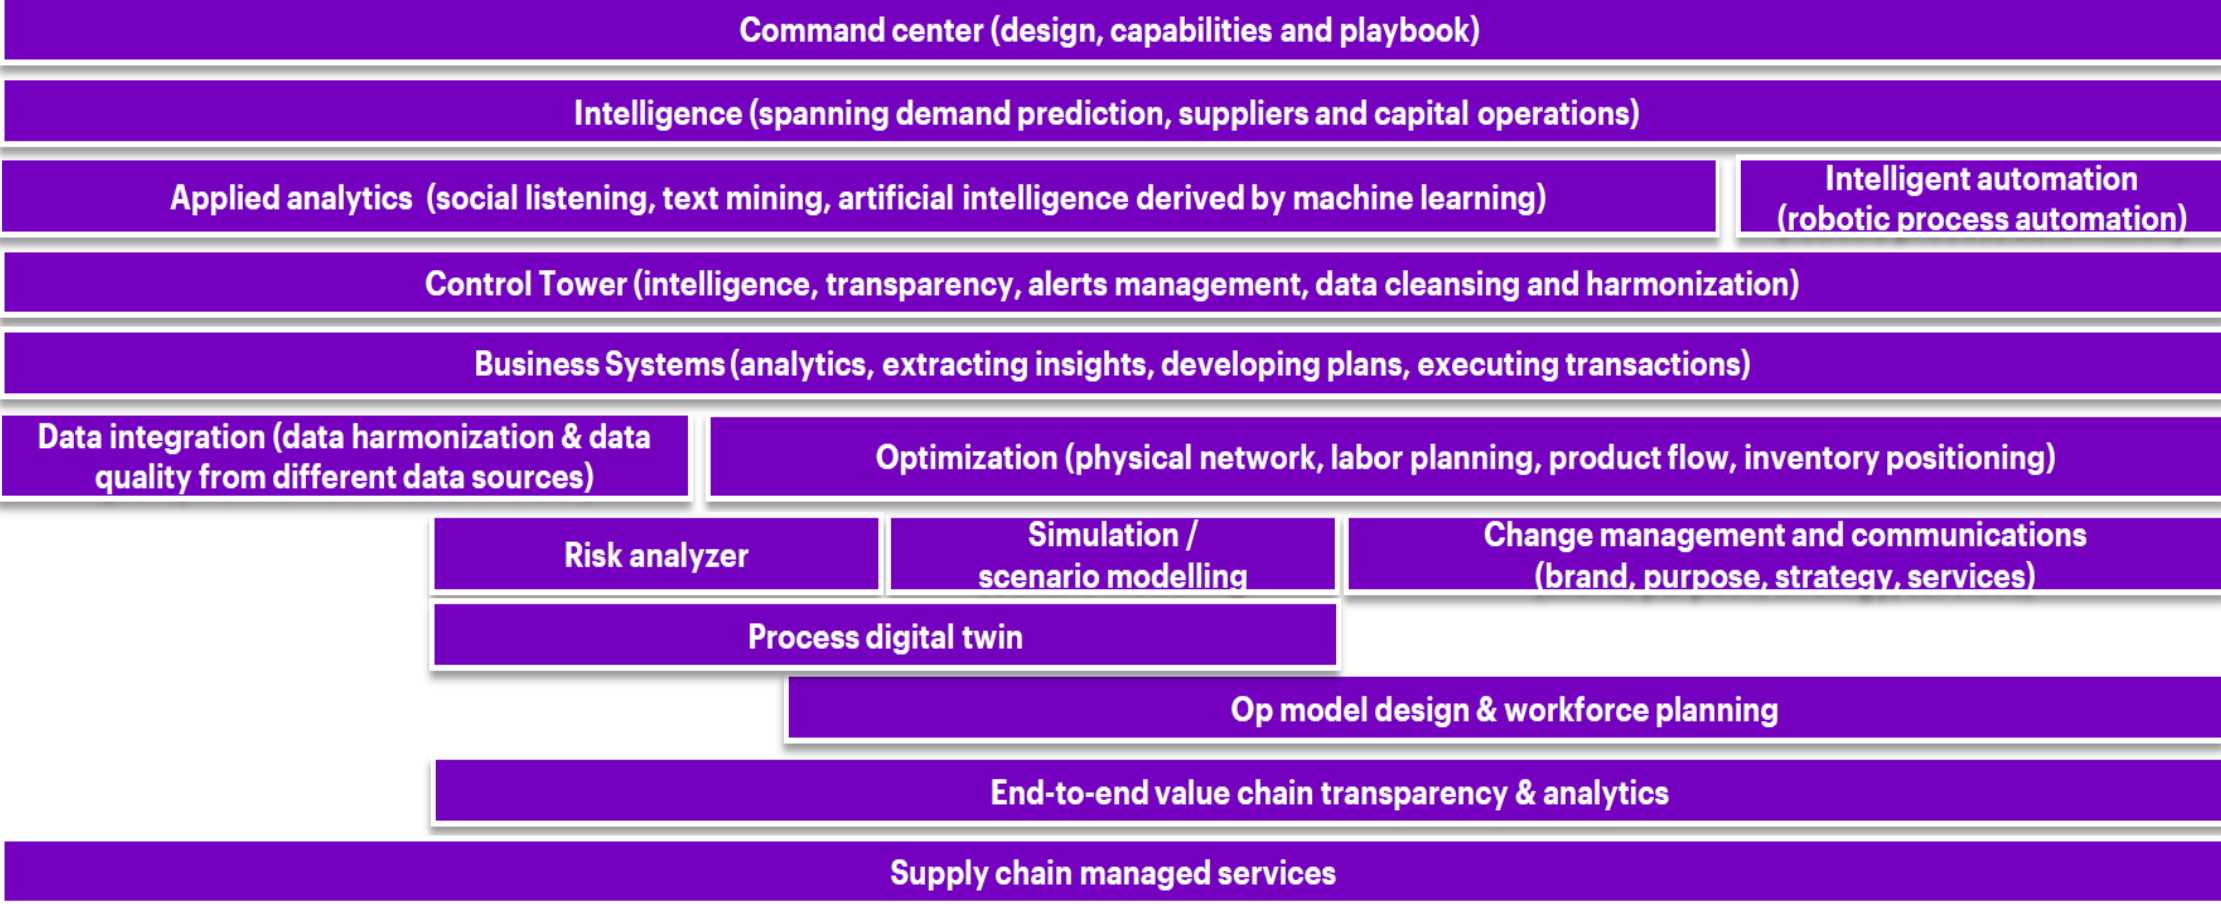 Command center (design, capabilities and playbook)
Intelligence (spanning demand prediction, suppliers and capital operations)
Applied analytics (social listening, text mining, artificial intelligence derived by machine learning)
Intelligent automation
(robotic process automation)
Control Tower (intelligence, transparency, alerts management, data cleansing and harmonization)
Business Systems (analytics, extracting insights, developing plans, executing transactions)
Data integration (data harmonization & data
quality from different data sources)
Optimization (physical network, labor planning, product flow, inventory positioning)
Risk analyzer
Simulation /
scenario modelling
Change management and communications
(brand, purpose, strategy, services)
Process digital twin
Op model design & workforce planning
End-to-end value chain transparency & analytics
Supply chain managed services